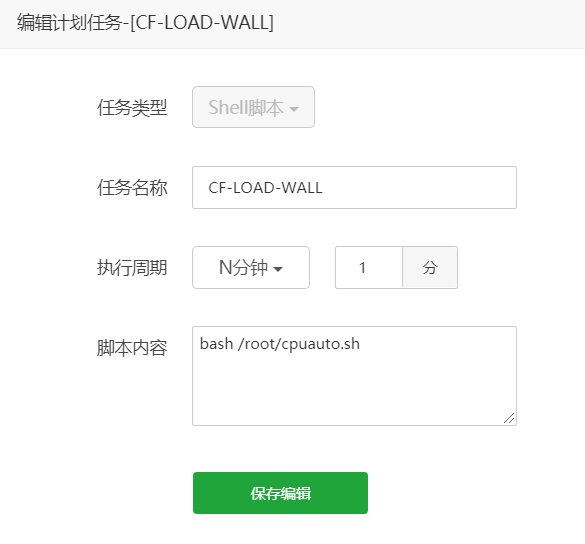 编辑计划任务-[CF-LOAD-WALL]
任务类型 Shell脚本
任务名称 CF-LOAD-WALL
执行周期 N分钟 1 分
脚本内容 bash /root/cpuauto.sh
保存编辑